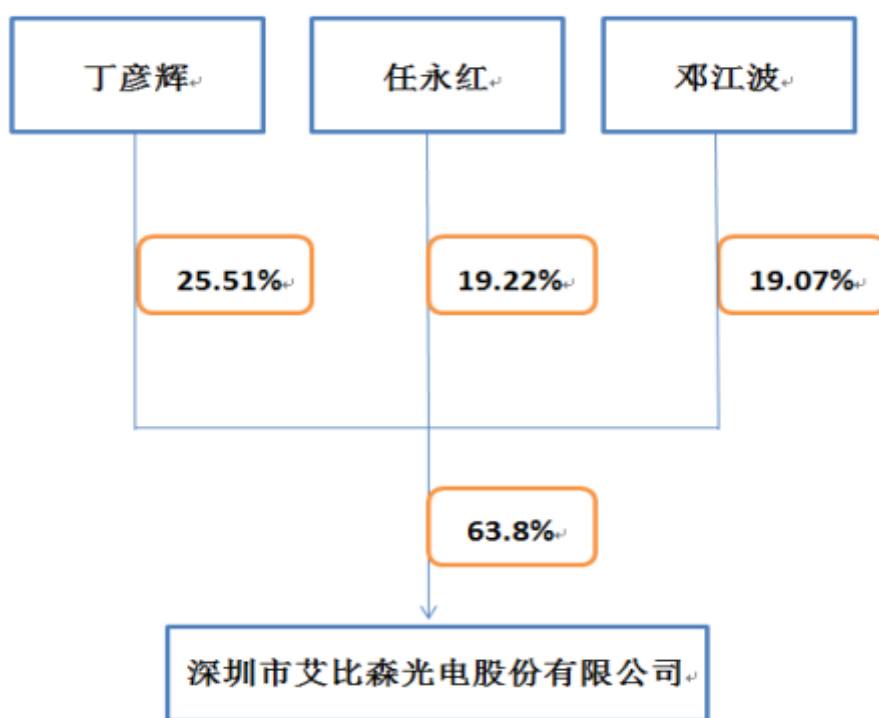 丁彦辉
任永红
邓江波
25.51%
19.22%
19.07%
63.8%
深圳市艾比森光电股份有限公司